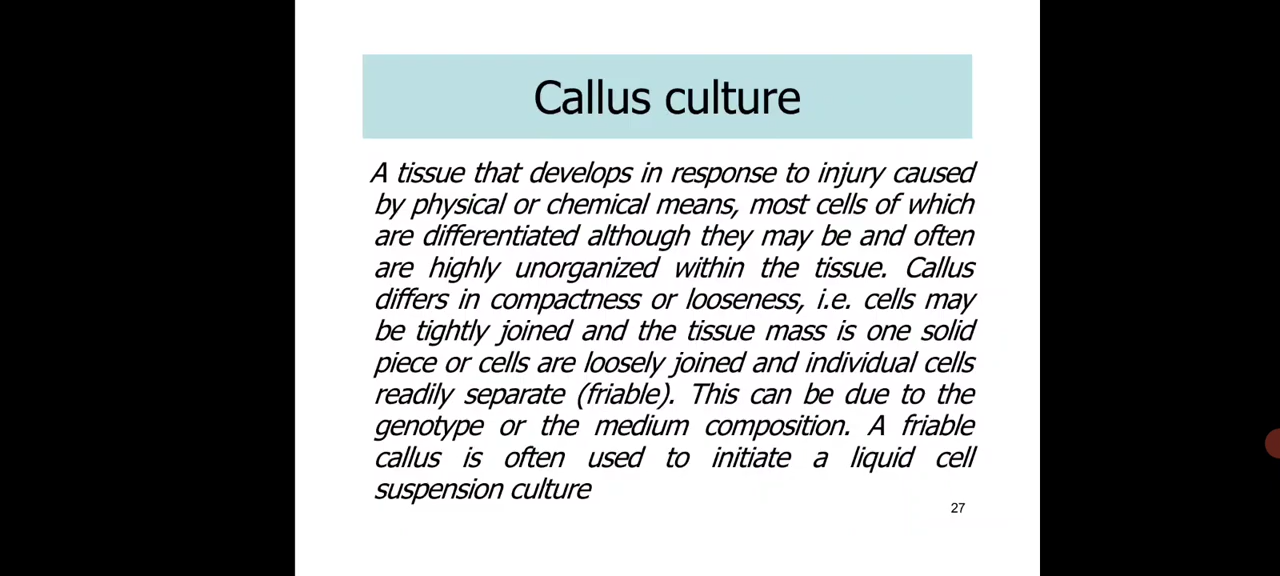 Callus culture
A tissue that develops in response to injury caused
by physical or chemical means, most cells of which
are differentiated although they may be and often
are highly unorganized within the tissue. Callus
differs in compactness or looseness, i.e. cells may
be tightly joined and the tissue mass is one solid
piece or cells are loosely joined and individual cells
readily separate (friable). This can be due to the
genotype or the medium composition. A friable
callus is often used to initiate a liquid cell
suspension culture
27